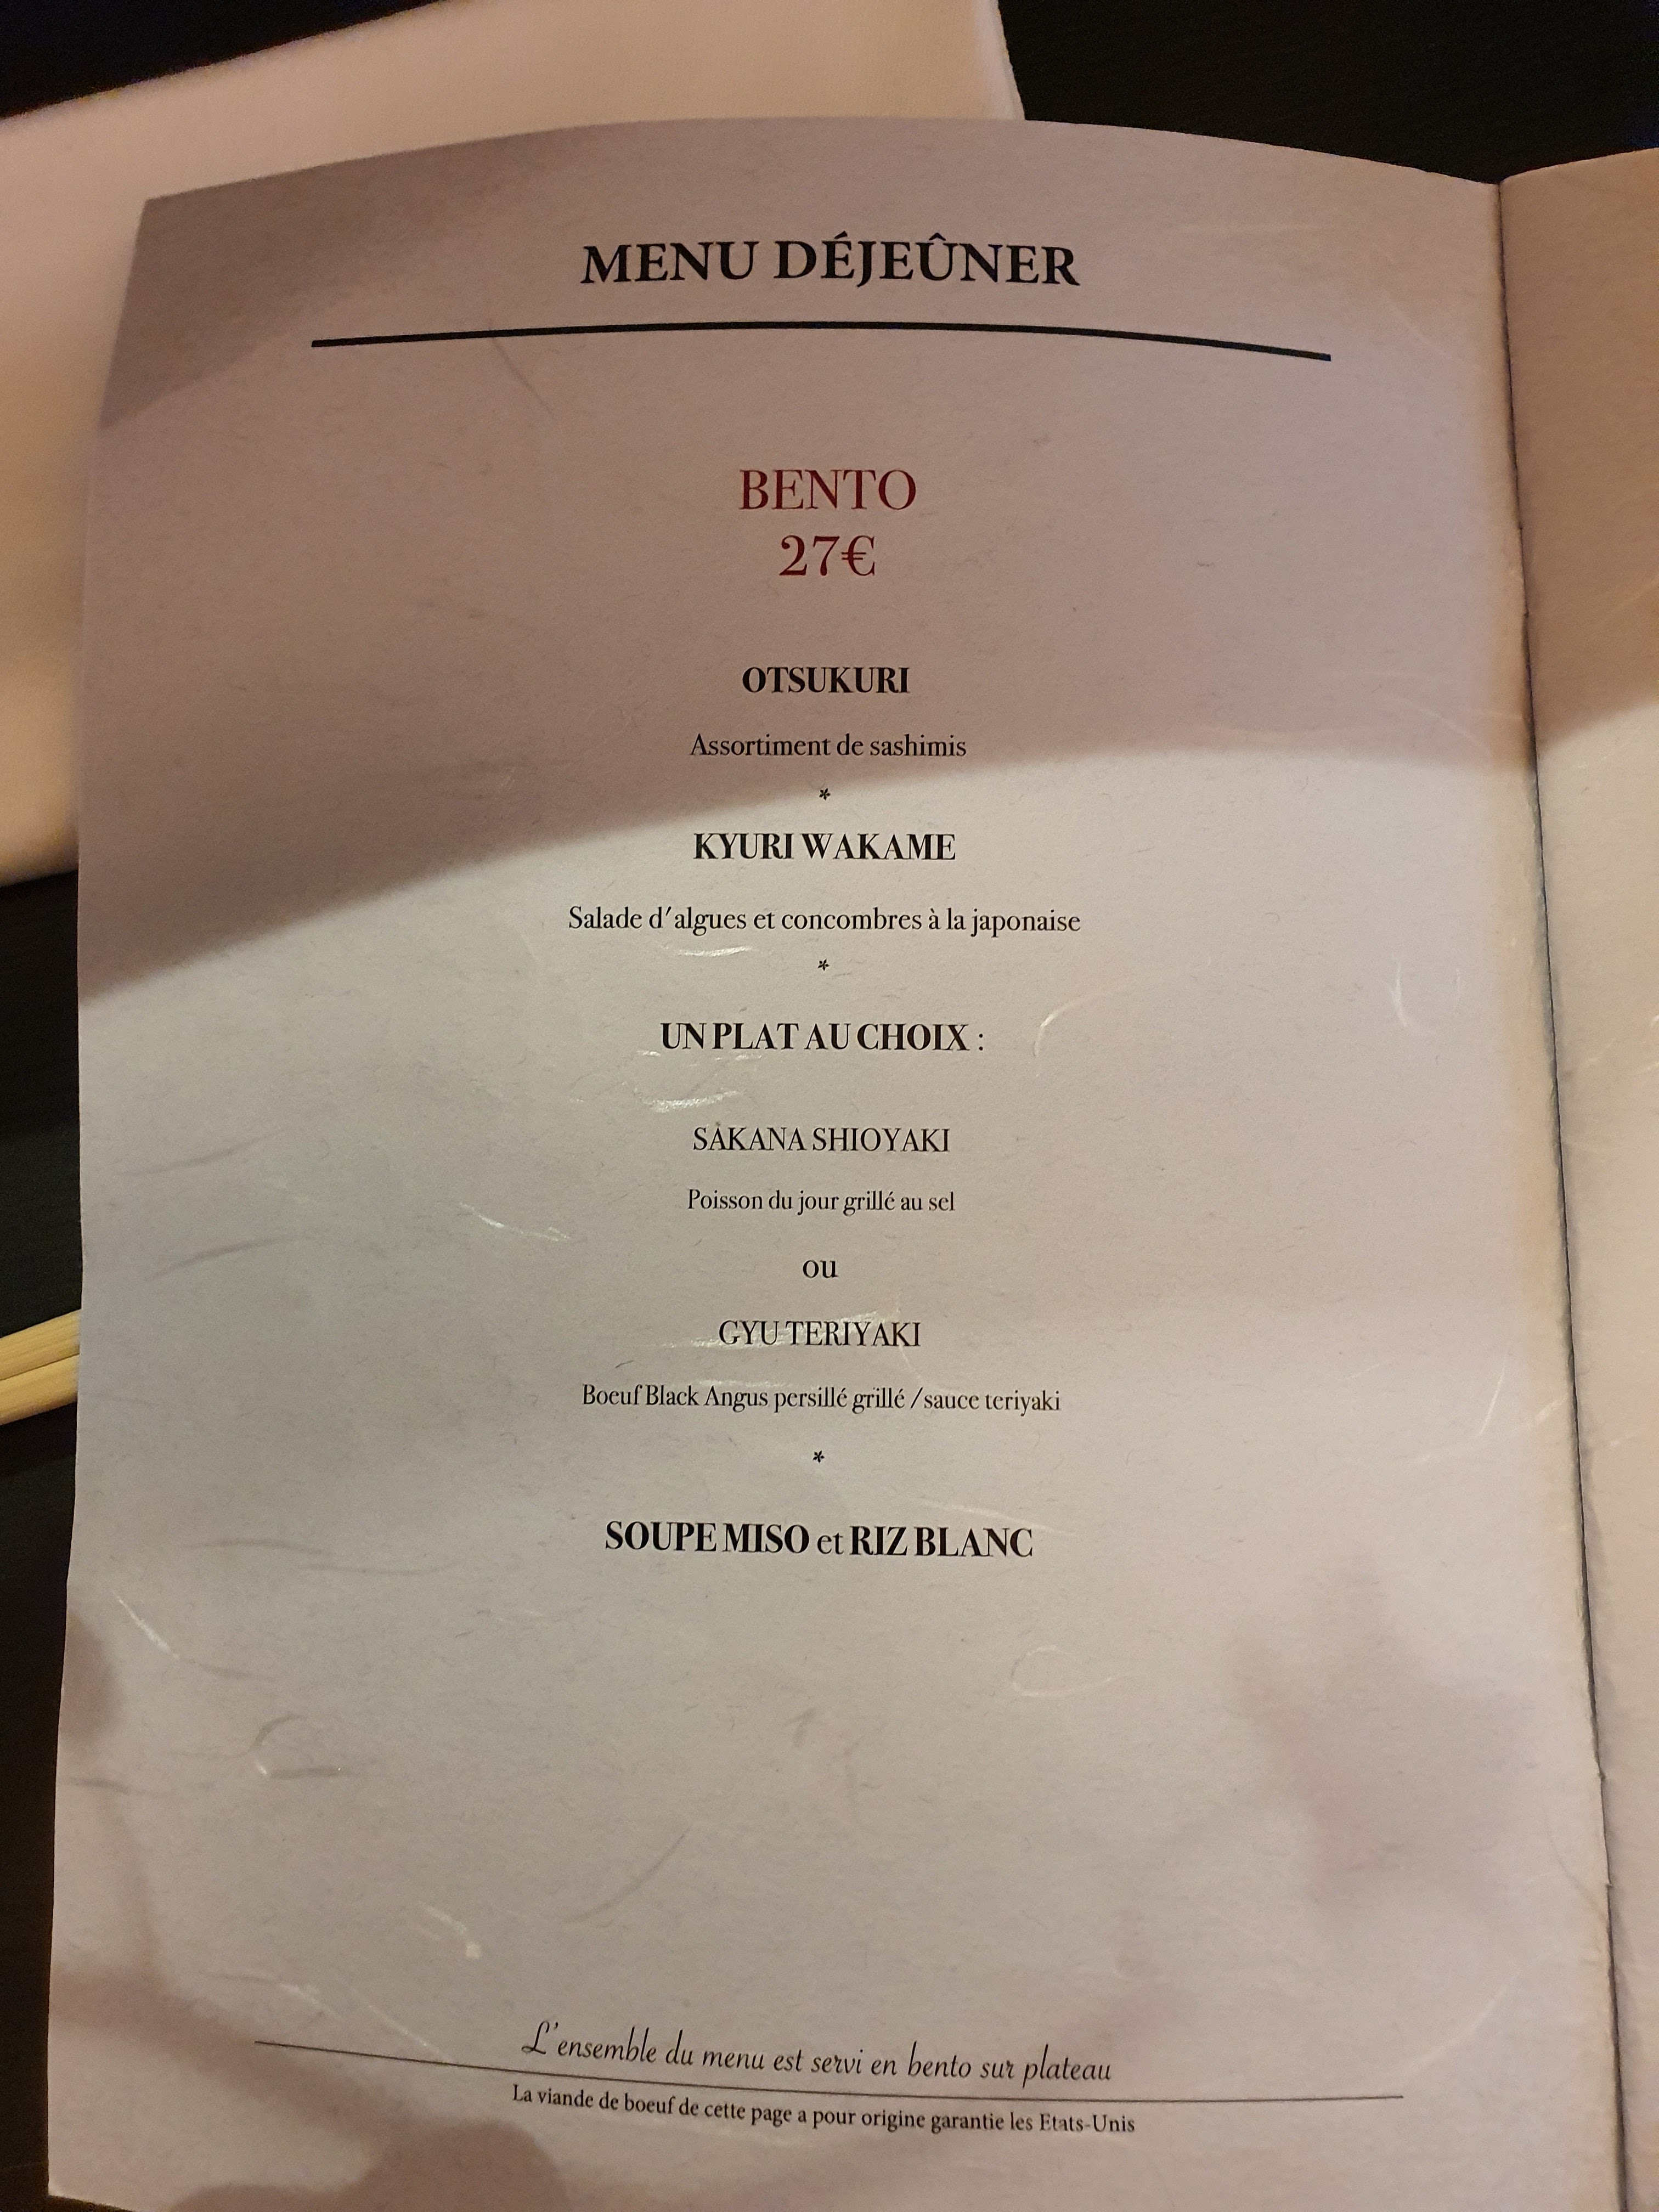 MENU DÉJEÛNER
BENTO
27€
OTSUKURI
Assortiment de sashimis
*
KYURI WAKAME
Salade d'algues et concombres à la japonaise
*
UN PLAT AU CHOIX :
SAKANA SHIOYAKI
Poisson du jour grillé au sel
ou
GYU TERIYAKI
Boeuf Black Angus persillé grillé / sauce teriyaki
*
SOUPE MISO et RIZ BLANC
L'ensemble du menu est servi en bento sur plateau
La viande de boeuf de cette page a pour origine garantie les Etats-Unis